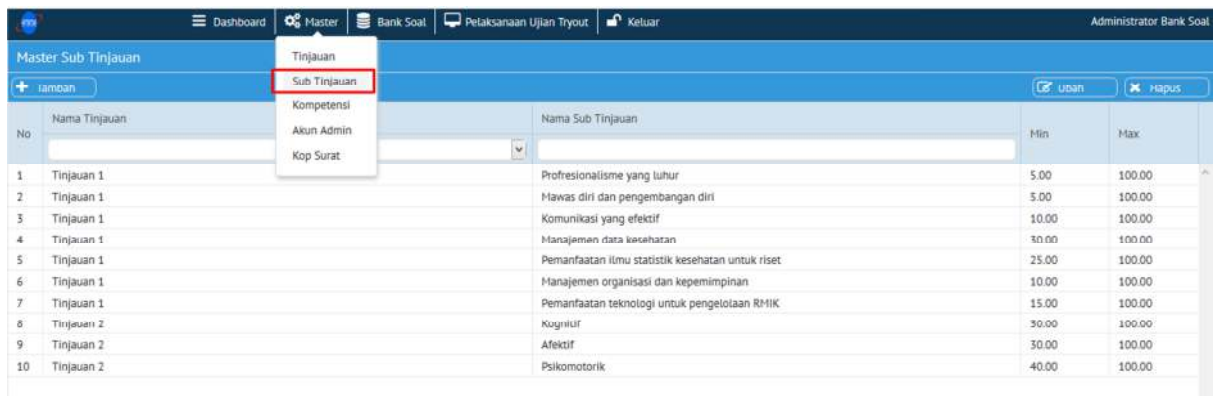 Dashboard Master Bank Soal Pelaksanaan Ujian Tryout Keluar Administrator Bank Soal
Master Sub Tinjauan
Tinjauan
Sub Tinjauan
Kompetensi
Akun Admin
Kop Surat
Tambah Ubah Hapus
No Nama Tinjauan Nama Sub Tinjauan Min Max
1 Tinjauan 1 Profresionalisme yang luhur 5.00 100.00
2 Tinjauan 1 Mawas diri dan pengembangan diri 5.00 100.00
3 Tinjauan 1 Komunikasi yang efektif 10.00 100.00
4 Tinjauan 1 Manajemen data kesehatan 30.00 100.00
5 Tinjauan 1 Pemanfaatan ilmu statistik kesehatan untuk riset 25.00 100.00
6 Tinjauan 1 Manajemen organisasi dan kepemimpinan 10.00 100.00
7 Tinjauan 1 Pemanfaatan teknologi untuk pengelolaan RMIK 15.00 100.00
8 Tinjauan 2 Kognitif 30.00 100.00
9 Tinjauan 2 Afektif 30.00 100.00
10 Tinjauan 2 Psikomotorik 40.00 100.00